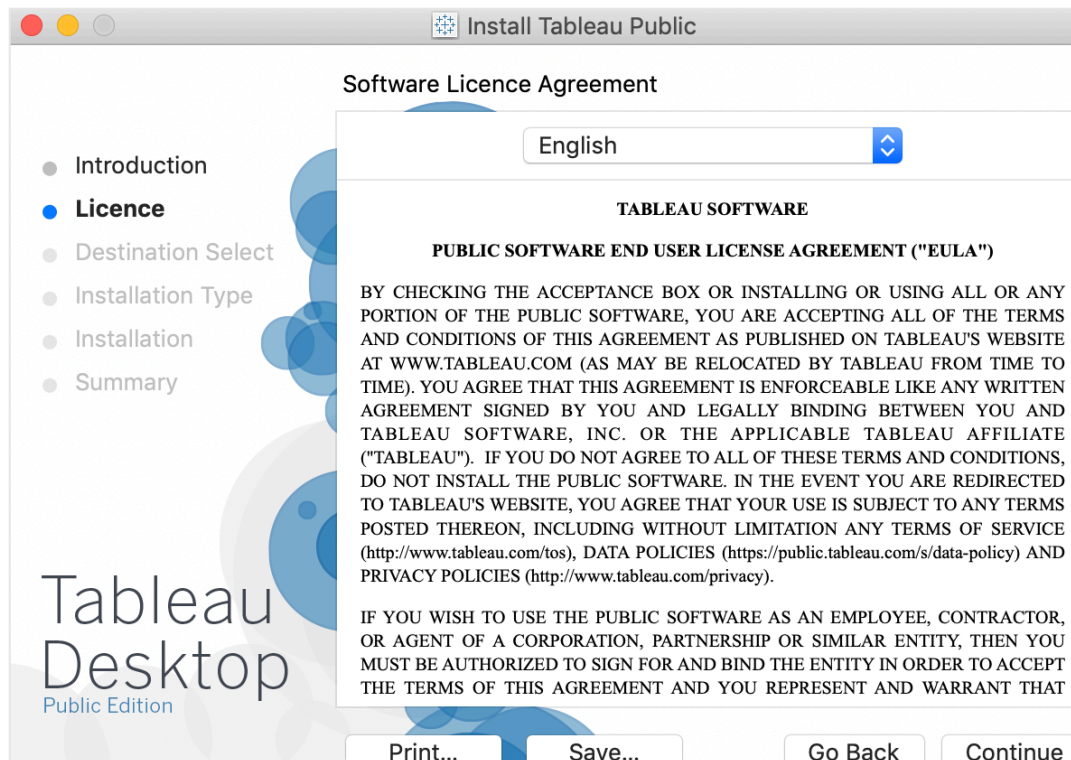 Install Tableau Public
Software Licence Agreement
Introduction
Licence
Destination Select
Installation Type
Installation
Summary
Tableau
Desktop
Public Edition
English
TABLEAU SOFTWARE
PUBLIC SOFTWARE END USER LICENSE AGREEMENT ("EULA")
BY CHECKING THE ACCEPTANCE BOX OR INSTALLING OR USING ALL OR ANY
PORTION OF THE PUBLIC SOFTWARE, YOU ARE ACCEPTING ALL OF THE TERMS
AND CONDITIONS OF THIS AGREEMENT AS PUBLISHED ON TABLEAU'S WEBSITE
AT WWW.TABLEAU.COM (AS MAY BE RELOCATED BY TABLEAU FROM TIME TO
TIME). YOU AGREE THAT THIS AGREEMENT IS ENFORCEABLE LIKE ANY WRITTEN
AGREEMENT SIGNED BY YOU AND LEGALLY BINDING BETWEEN YOU AND
TABLEAU SOFTWARE, INC. OR THE APPLICABLE TABLEAU AFFILIATE
("TABLEAU"). IF YOU DO NOT AGREE TO ALL OF THESE TERMS AND CONDITIONS,
DO NOT INSTALL THE PUBLIC SOFTWARE. IN THE EVENT YOU ARE REDIRECTED
TO TABLEAU'S WEBSITE, YOU AGREE THAT YOUR USE IS SUBJECT TO ANY TERMS
POSTED THEREON, INCLUDING WITHOUT LIMITATION ANY TERMS OF SERVICE
(http://www.tableau.com/tos), DATA POLICIES (https://public.tableau.com/s/data-policy) AND
PRIVACY POLICIES (http://www.tableau.com/privacy).
IF YOU WISH TO USE THE PUBLIC SOFTWARE AS AN EMPLOYEE, CONTRACTOR,
OR AGENT OF A CORPORATION, PARTNERSHIP OR SIMILAR ENTITY, THEN YOU
MUST BE AUTHORIZED TO SIGN FOR AND BIND THE ENTITY IN ORDER TO ACCEPT
THE TERMS OF THIS AGREEMENT AND YOU REPRESENT AND WARRANT THAT
Print... Save... Go Back Continue